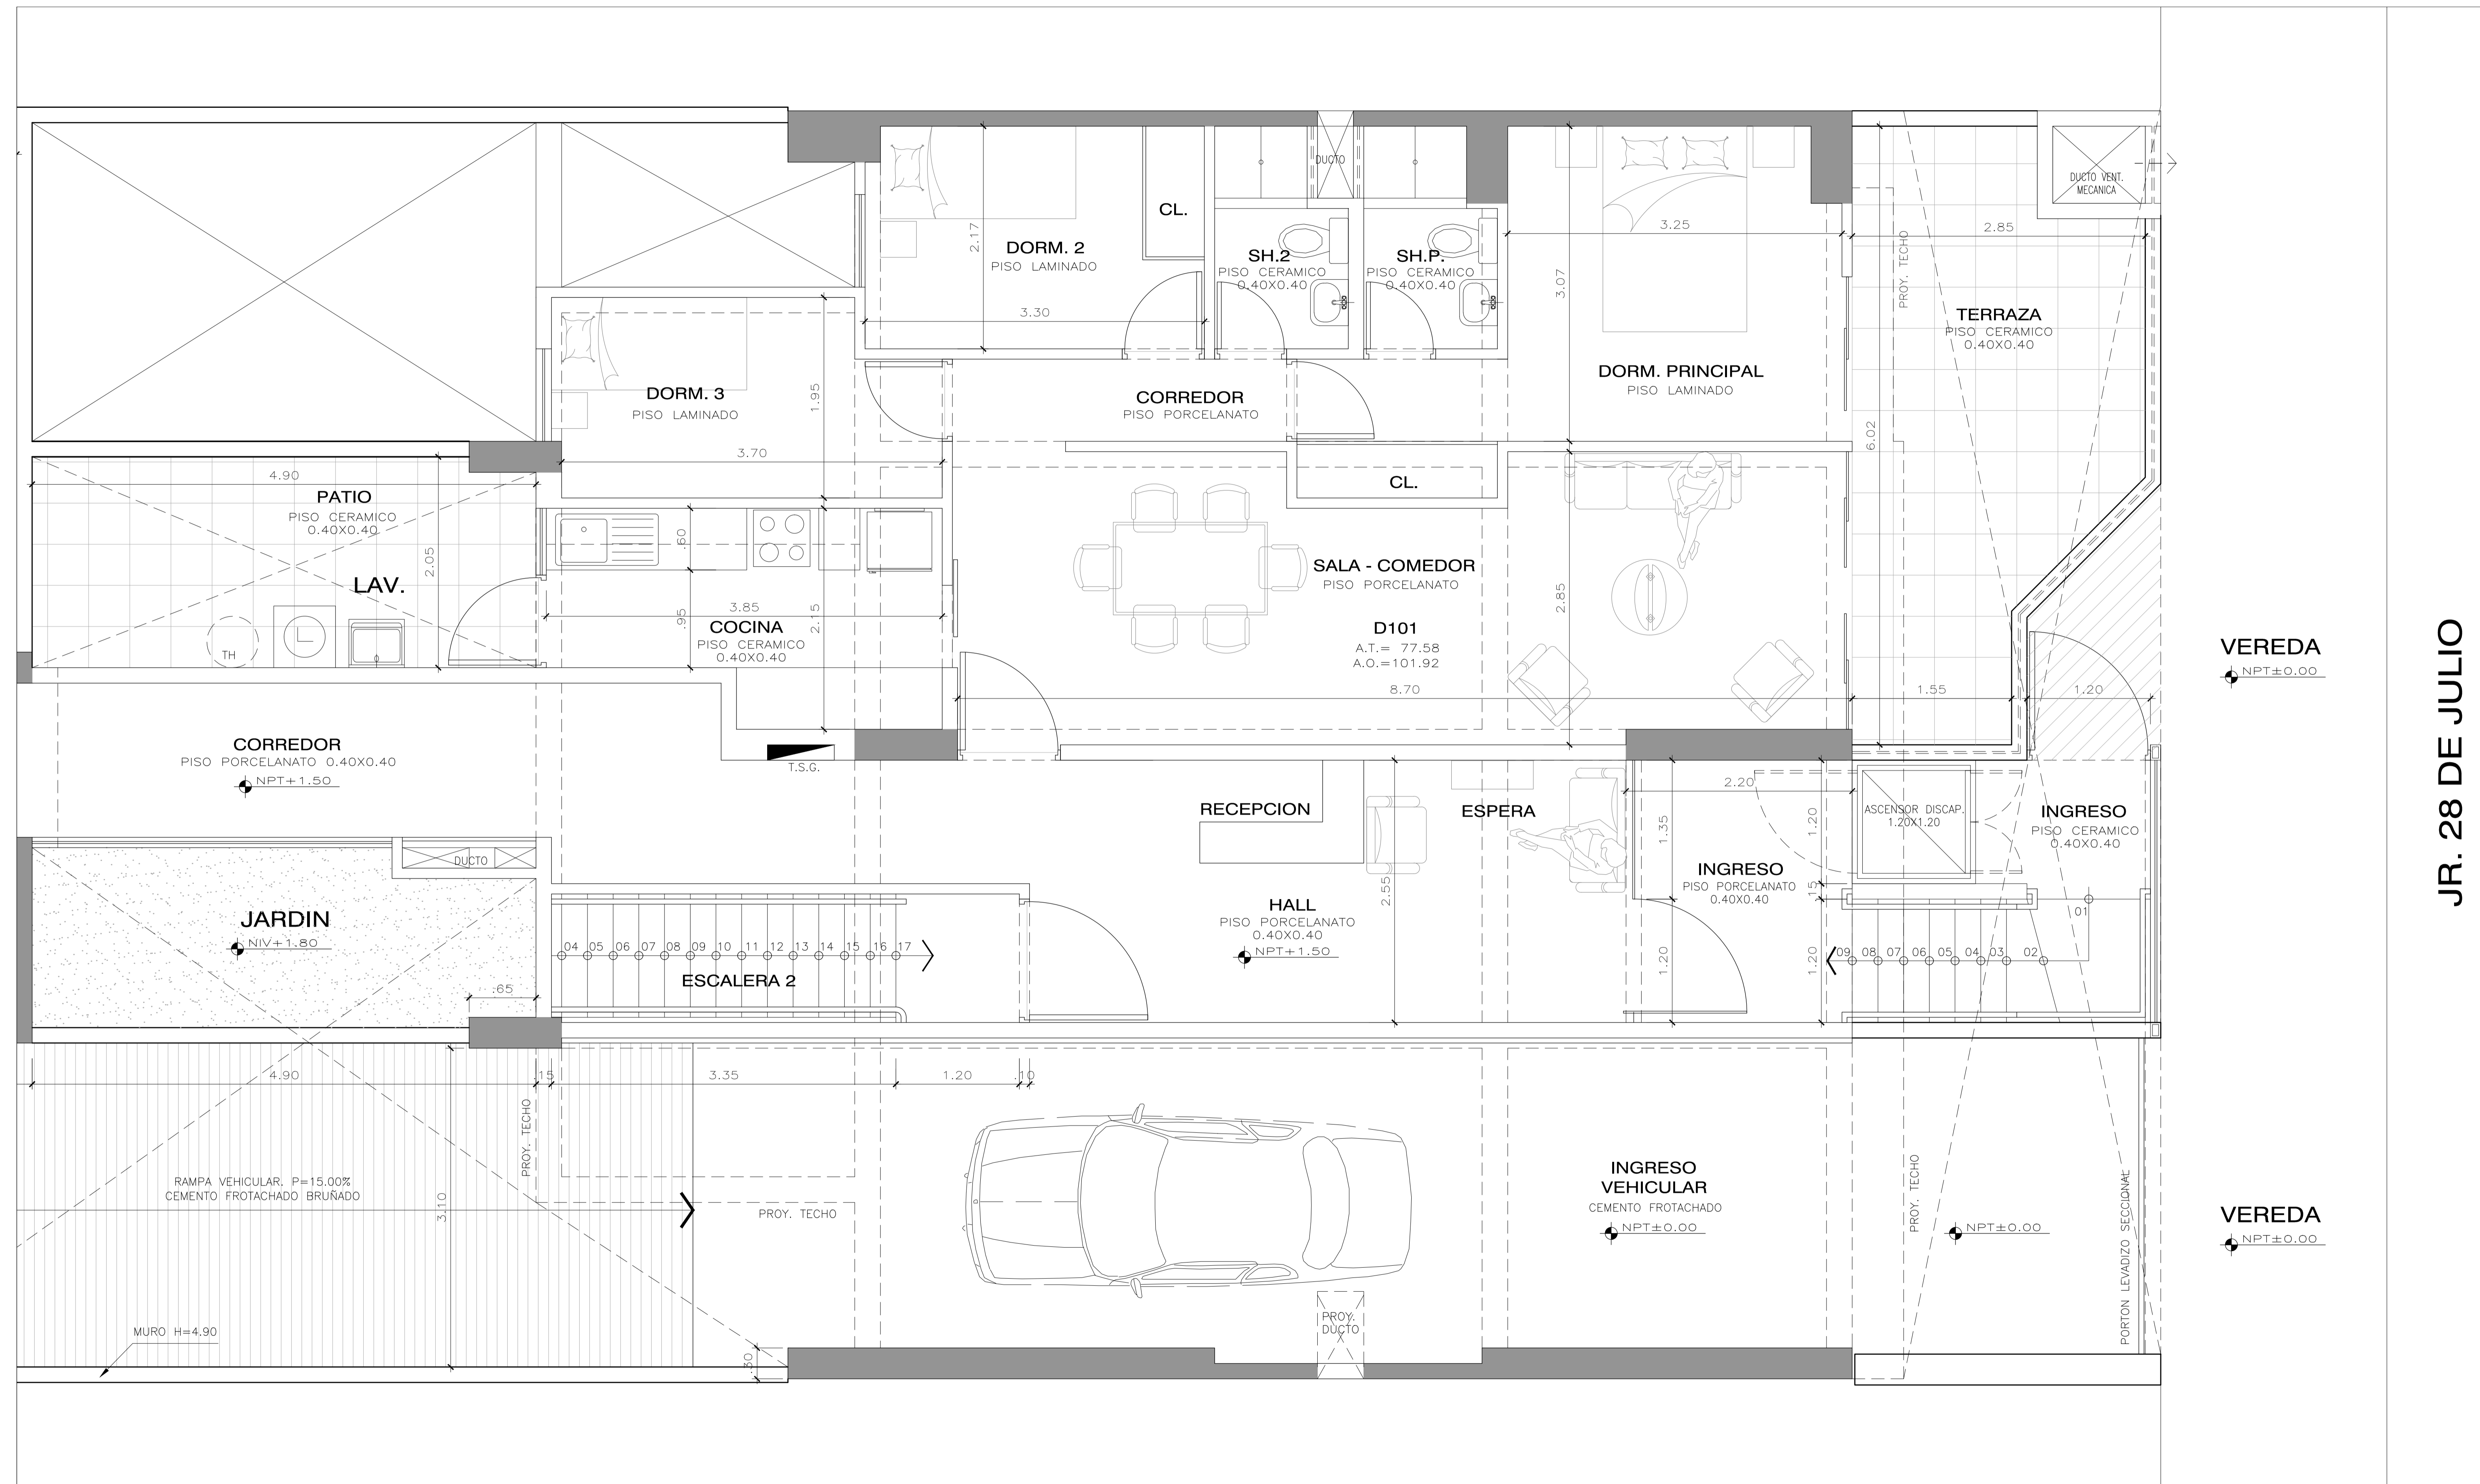 DUCTO
DUCTO VENT.
MECANICA
CL.
2.17
DORM. 2
PISO LAMINADO
3.30
SH.2
PISO CERAMICO
0.40X0.40
SH.P.
PISO CERAMICO
0.40X0.40
3.25
3.07
DORM. PRINCIPAL
PISO LAMINADO
PROY. TECHO
2.85
TERRAZA
PISO CERAMICO
0.40X0.40
6.02
DORM. 3
PISO LAMINADO
1.95
3.70
CORREDOR
PISO PORCELANATO
CL.
4.90
PATIO
PISO CERAMICO
0.40X0.40
2.05
LAV.
TH
L
.60
.95
3.85
2.15
COCINA
PISO CERAMICO
0.40X0.40
SALA - COMEDOR
PISO PORCELANATO
D101
A.T.= 77.58
A.O.=101.92
2.85
8.70
1.55
1.20
VEREDA
NPT±0.00
JR. 28 DE JULIO
CORREDOR
PISO PORCELANATO 0.40X0.40
NPT+1.50
T.S.G.
RECEPCION
ESPERA
2.20
1.35
1.20
ASCENSOR DISCAP.
1.20X1.20
INGRESO
PISO CERAMICO
0.40X0.40
DUCTO
JARDIN
NIV+1.80
.65
04 05 06 07 08 09 10 11 12 13 14 15 16 17
ESCALERA 2
HALL
PISO PORCELANATO
0.40X0.40
NPT+1.50
2.55
INGRESO
PISO PORCELANATO
0.40X0.40
.15
1.20
1.20
01
09 08 07 06 05 04 03 02
4.90
.15
3.35
1.20
.10
PROY. TECHO
RAMPA VEHICULAR. P=15.00%
CEMENTO FROTACHADO BRUÑADO
3.10
PROY. TECHO
INGRESO
VEHICULAR
CEMENTO FROTACHADO
NPT±0.00
PROY. TECHO
NPT±0.00
PORTON LEVADIZO SECCIONAL
VEREDA
NPT±0.00
MURO H=4.90
.30
PROY.
DUCTO